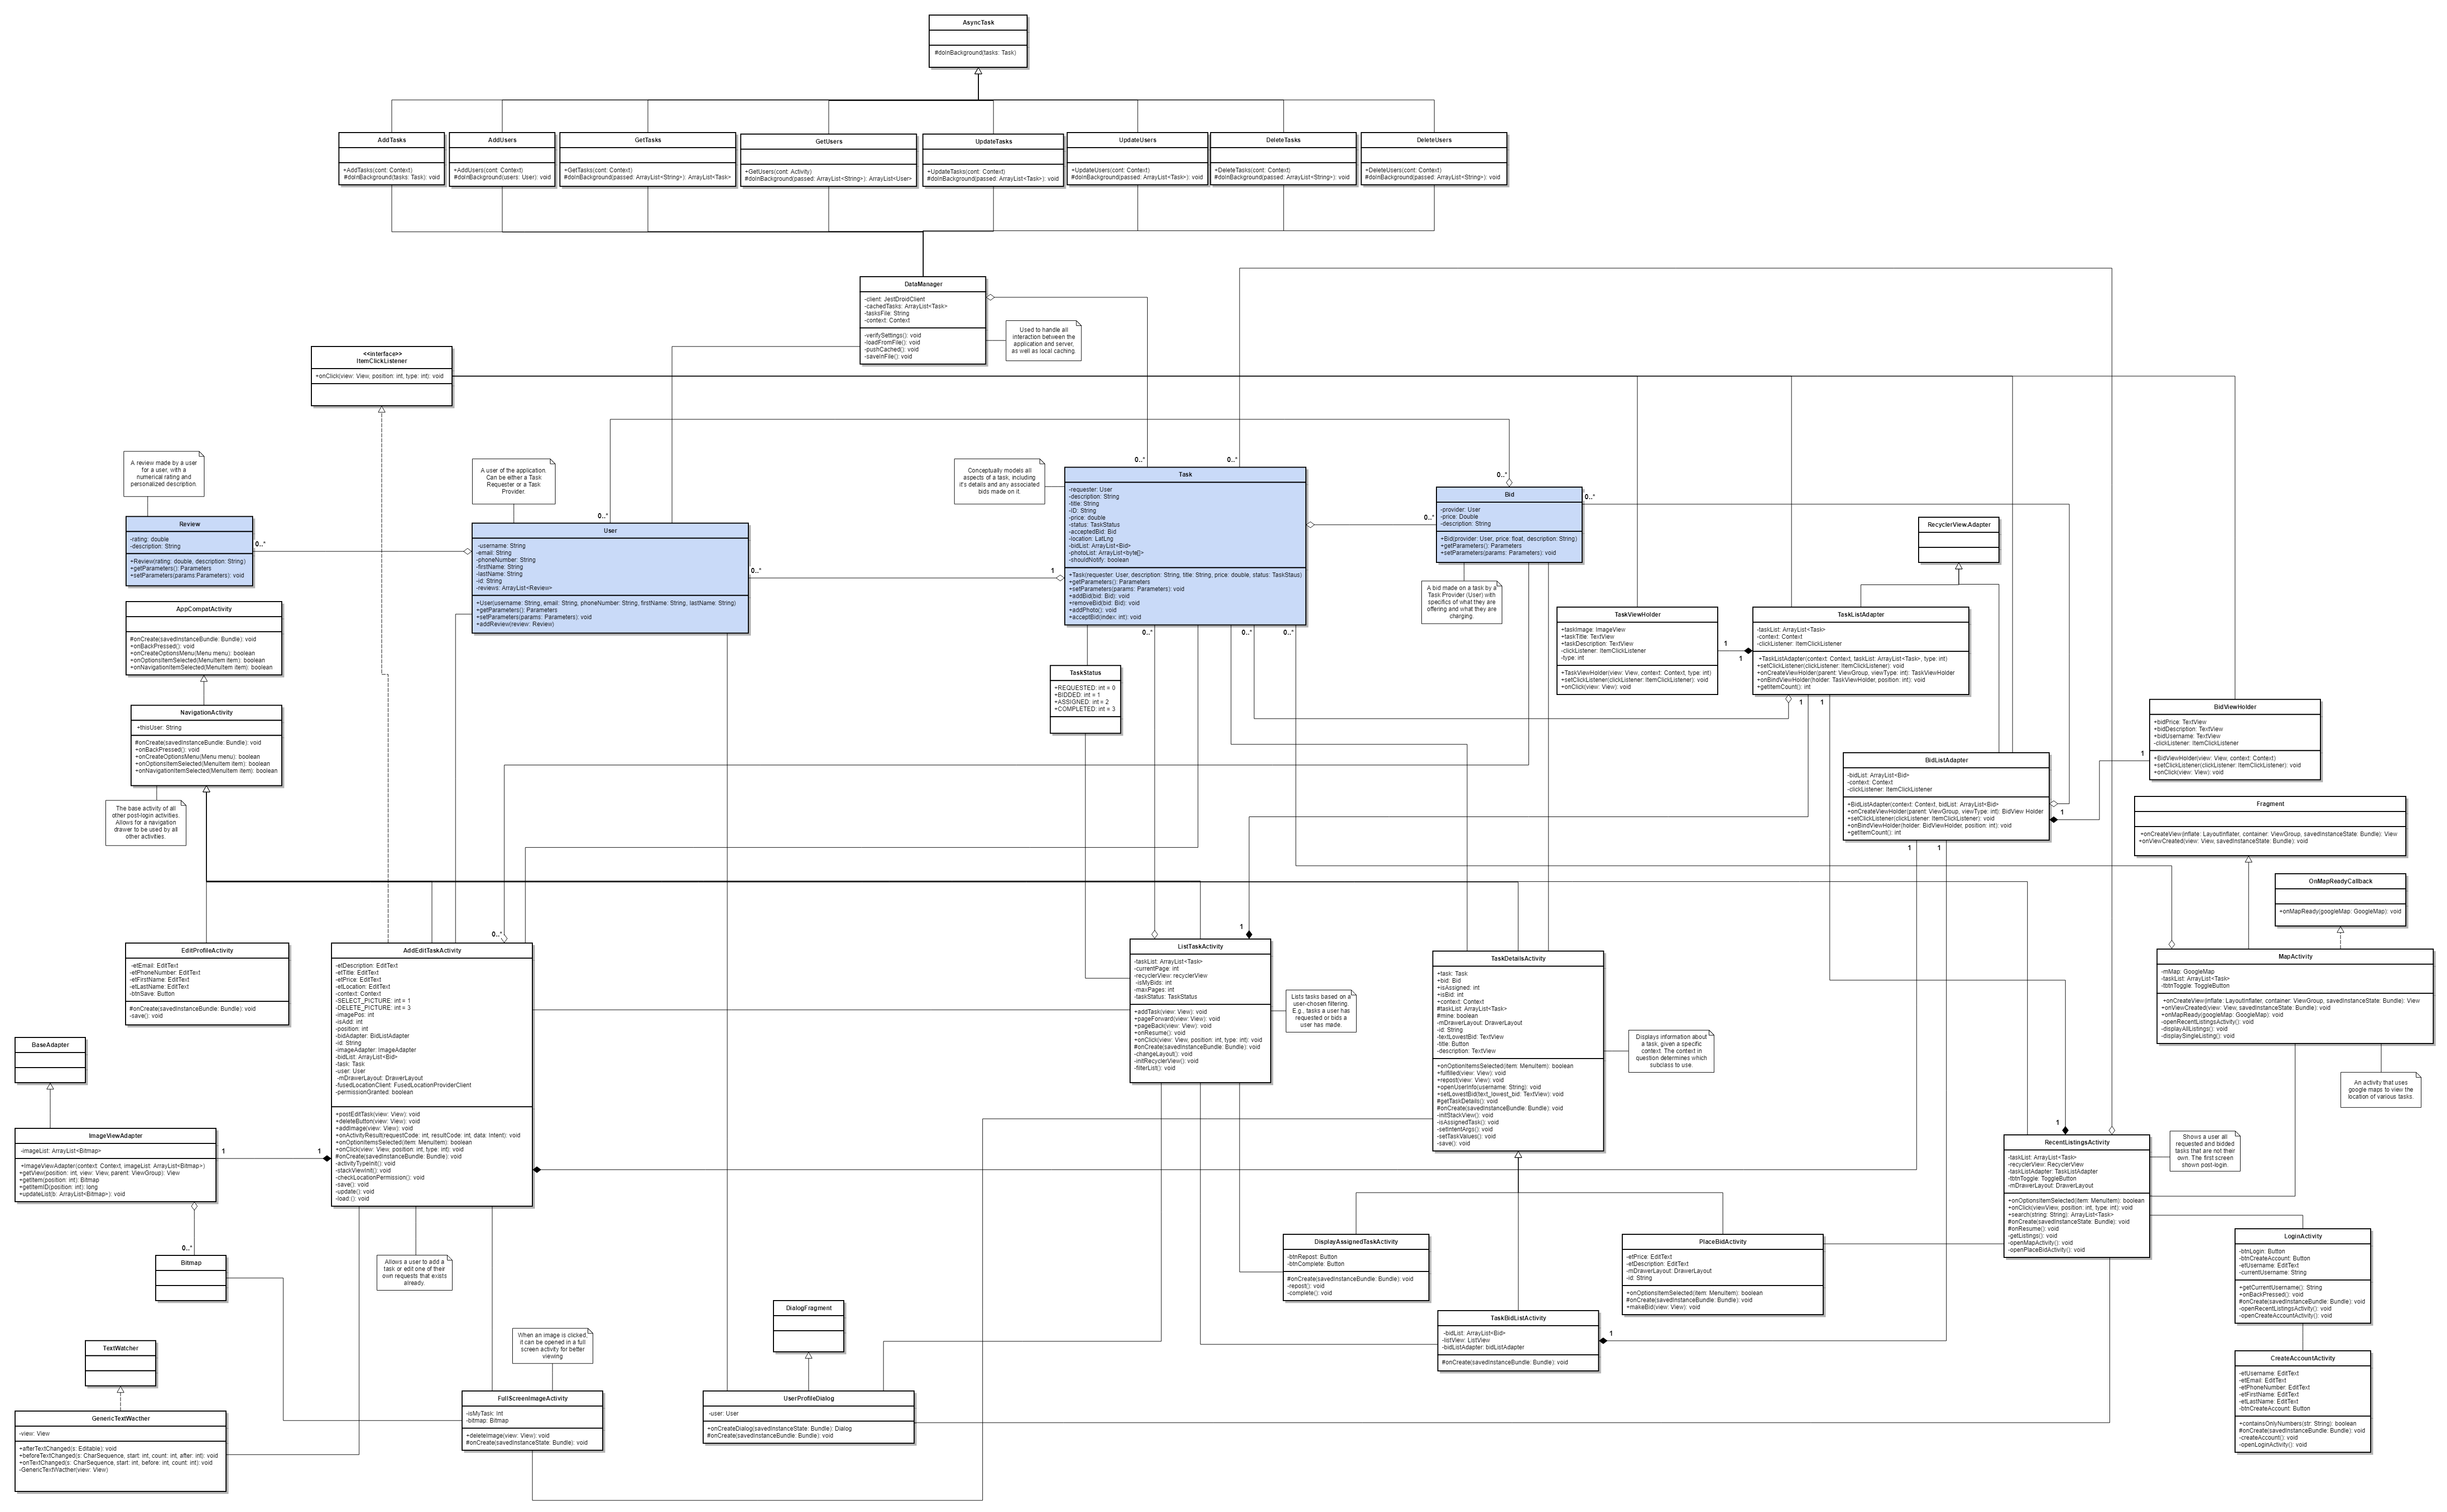 AsyncTask
#doInBackground(tasks: Task)
AddTasks
+AddTasks(cont: Context)
#doInBackground(tasks: Task): void
AddUsers
+AddUsers(cont: Context)
#doInBackground(users: User): void
GetTasks
+GetTasks(cont: Context)
#doInBackground(passed: ArrayList<String>): ArrayList<Task>
GetUsers
+GetUsers(cont: Activity)
#doInBackground(passed: ArrayList<String>): ArrayList<User>
UpdateTasks
+UpdateTasks(cont: Context)
#doInBackground(passed: ArrayList<Task>): void
UpdateUsers
+UpdateUsers(cont: Context)
#doInBackground(passed: ArrayList<Task>): void
DeleteTasks
+DeleteTasks(cont: Context)
#doInBackground(passed: ArrayList<String>): void
DeleteUsers
+DeleteUsers(cont: Context)
#doInBackground(passed: ArrayList<String>): void
DataManager
-client: JestDroidClient
-cachedTasks: ArrayList<Task>
-tasksFile: String
-context: Context
-verifySettings(): void
-loadFromFile(): void
-pushCached(): void
-saveInFile(): void
Used to handle all
interaction between the
application and server,
as well as local caching.
<<interface>>
ItemClickListener
+onClick(view: View, position: int, type: int): void
A review made by a user
for a user, with a
numerical rating and
personalized description.
A user of the application.
Can be either a Task
Requester or a Task
Provider.
Conceptually models all
aspects of a task, including
it's details and any associated
bids made on it.
Review
-rating: double
-description: String
+Review(rating: double, description: String)
+getParameters(): Parameters
+setParameters(params:Parameters): void
0..*
0..*
User
-username: String
-email: String
-phoneNumber: String
-firstName: String
-lastName: String
-id: String
-reviews: ArrayList<Review>
+User(username: String, email: String, phoneNumber: String, firstName: String, lastName: String)
+getParameters(): Parameters
+setParameters(params: Parameters): void
+addReview(review: Review)
0..*
1
0..*
0..*
Task
-requester: User
-description: String
-title: String
-ID: String
-price: double
-status: TaskStatus
-acceptedBid: Bid
-location: LatLng
-bidList: ArrayList<Bid>
-photoList: ArrayList<byte[]>
-shouldNotify: boolean
+Task(requester: User, description: String, title: String, price: double, status: TaskStaus)
+getParameters(): Parameters
+setParameters(params: Parameters): void
+addBid(bid: Bid): void
+removeBid(bid: Bid): void
+addPhoto(): void
+acceptBid(index: int): void
0..*
0..*
0..*
0..*
0..*
0..*
Bid
-provider: User
-price: Double
-description: String
+Bid(provider: User, price: float, description: String)
+getParameters(): Parameters
+setParameters(params: Parameters): void
A bid made on a task by a
Task Provider (User) with
specifics of what they are
offering and what they are
charging.
RecyclerView.Adapter
AppCompatActivity
#onCreate(savedInstanceBundle: Bundle): void
+onBackPressed(): void
+onCreateOptionsMenu(Menu menu): boolean
+onOptionsItemSelected(MenuItem item): boolean
+onNavigationItemSelected(MenuItem item): boolean
TaskStatus
+REQUESTED: int = 0
+BIDDED: int = 1
+ASSIGNED: int = 2
+COMPLETED: int = 3
TaskViewHolder
+taskImage: ImageView
+taskTitle: TextView
+taskDescription: TextView
-clickListener: ItemClickListener
-type: int
+TaskViewHolder(view: View, context: Context, type: int)
+setClickListener(clickListener: ItemClickListener): void
+onClick(view: View): void
1
1
TaskListAdapter
-taskList: ArrayList<Task>
-context: Context
-clickListener: ItemClickListener
+TaskListAdapter(context: Context, taskList: ArrayList<Task>, type: int)
+setClickListener(clickListener: ItemClickListener): void
+onCreateViewHolder(parent: ViewGroup, viewType: int): TaskViewHolder
+onBindViewHolder(holder: TaskViewHolder, position: int): void
+getItemCount(): int
1
1
NavigationActivity
+thisUser: String
#onCreate(savedInstanceBundle: Bundle): void
+onBackPressed(): void
+onCreateOptionsMenu(Menu menu): boolean
+onOptionsItemSelected(MenuItem item): boolean
+onNavigationItemSelected(MenuItem item): boolean
The base activity of all
other post-login activities.
Allows for a navigation
drawer to be used by all
other activities.
BidViewHolder
+bidPrice: TextView
+bidDescription: TextView
+bidUsername: TextView
-clickListener: ItemClickListener
+BidViewHolder(view: View, context: Context)
+setClickListener(clickListener: ItemClickListener): void
+onClick(view: View): void
1
BidListAdapter
-bidList: ArrayList<Bid>
-context: Context
-clickListener: ItemClickListener
+BidListAdapter(context: Context, bidList: ArrayList<Bid>
+onCreateViewHolder(parent: ViewGroup, viewType: int): BidView Holder
+setClickListener(clickListener: ItemClickListener): void
+onBindViewHolder(holder: BidViewHolder, position: int): void
+getItemCount(): int
1
1
1
Fragment
+onCreateView(inflate: LayoutInflater, container: ViewGroup, savedInstanceState: Bundle): View
+onViewCreated(view: View, savedInstanceState: Bundle): void
OnMapReadyCallback
+onMapReady(googleMap: GoogleMap): void
EditProfileActivity
-etEmail: EditText
-etPhoneNumber: EditText
-etFirstName: EditText
-etLastName: EditText
-btnSave: Button
#onCreate(savedInstanceBundle: Bundle): void
-save(): void
0..*
AddEditTaskActivity
-etDescription: EditText
-etTitle: EditText
-etPrice: EditText
-etLocation: EditText
-context: Context
-SELECT_PICTURE: int = 1
-DELETE_PICTURE: int = 3
-imagePos: int
-isAdd: int
-position: int
-bidAdapter: BidListAdapter
-id: String
-imageAdapter: ImageAdapter
-bidList: ArrayList<Bid>
-task: Task
-user: User
-mDrawerLayout: DrawerLayout
-fusedLocationClient: FusedLocationProviderClient
-permissionGranted: boolean
+postEditTask(view: View): void
+deleteButton(view: View): void
+addImage(view: View): void
+onActivityResult(requestCode: int, resultCode: int, data: Intent): void
+onOptionItemsSelected(item: MenuItem): boolean
+onClick(view: View, position: int, type: int): void
#onCreate(savedInstanceBundle: Bundle): void
-activityTypeInit(): void
-stackViewInit(): void
-checkLocationPermission(): void
-save(): void
-update(): void
-load(): void
1
ListTaskActivity
-taskList: ArrayList<Task>
-currentPage: int
-recyclerView: recyclerView
-isMyBids: int
-maxPages: int
-taskStatus: TaskStatus
+addTask(view: View): void
+pageForward(view: View): void
+pageBack(view: View): void
+onResume(): void
+onClick(view: View, position: int, type: int): void
#onCreate(savedInstanceBundle: Bundle): void
-changeLayout(): void
-initRecyclerView(): void
-filterList(): void
Lists tasks based on a
user-chosen filtering.
E.g., tasks a user has
requested or bids a
user has made.
TaskDetailsActivity
+task: Task
+bid: Bid
+isAssigned: int
+isBid: int
+context: Context
#taskList: ArrayList<Task>
#mine: boolean
-mDrawerLayout: DrawerLayout
-id: String
-textLowestBid: TextView
-title: Button
-description: TextView
+onOptionItemsSelected(item: MenuItem): boolean
+fulfilled(view: View): void
+repost(view: View): void
+openUserInfo(username: String): void
+setLowestBid(text_lowest_bid: TextView): void
#getTaskDetails(): void
#onCreate(savedInstanceBundle: Bundle): void
-initStackView(): void
-isAssignedTask(): void
-setIntentArgs(): void
-setTaskValues(): void
-save(): void
Displays information about
a task, given a specific
context. The context in
question determines which
subclass to use.
MapActivity
-mMap: GoogleMap
-taskList: ArrayList<Task>
-tbtnToggle: ToggleButton
+onCreateView(inflate: LayoutInflater, container: ViewGroup, savedInstanceState: Bundle): View
+onViewCreated(view: View, savedInstanceState: Bundle): void
+onMapReady(googleMap: GoogleMap): void
-openRecentListingsActivity(): void
-displayAllListings(): void
-displaySingleListing(): void
An activity that uses
google maps to view the
location of various tasks.
BaseAdapter
ImageViewAdapter
-imageList: ArrayList<Bitmap>
+ImageViewAdapter(context: Context, imageList: ArrayList<Bitmap>)
+getView(position: int, view: View, parent: ViewGroup): View
+getItem(position: int): Bitmap
+getItemID(position: int): long
+updateList(b: ArrayList<Bitmap>): void
1
1
1
RecentListingsActivity
-taskList: ArrayList<Task>
-recyclerView: RecyclerView
-taskListAdapter: TaskListAdapter
-tbtnToggle: ToggleButton
-mDrawerLayout: DrawerLayout
+onOptionsItemSelected(item: MenuItem): boolean
+onClick(viewView, position: int, type: int): void
+search(string: String): ArrayList<Task>
#onCreate(savedInstanceState: Bundle): void
#onResume(): void
-getListings(): void
-openMapActivity(): void
-openPlaceBidActivity(): void
Shows a user all
requested and bidded
tasks that are not their
own. The first screen
shown post-login.
0..*
Bitmap
Allows a user to add a
task or edit one of their
own requests that exists
already.
DisplayAssignedTaskActivity
-btnRepost: Button
-btnComplete: Button
#onCreate(savedInstanceBundle: Bundle): void
-repost(): void
-complete(): void
PlaceBidActivity
-etPrice: EditText
-etDescription: EditText
-mDrawerLayout: DrawerLayout
-id: String
+onOptionsItemSelected(item: MenuItem): boolean
#onCreate(savedInstanceBundle: Bundle): void
+makeBid(view: View): void
LoginActivity
-btnLogin: Button
-btnCreateAccount: Button
-etUsername: EditText
-currentUsername: String
+getCurrentUsername(): String
+onBackPressed(): void
#onCreate(savedInstanceBundle: Bundle): void
-openRecentListingsActivity(): void
-openCreateAccountActivity(): void
TaskBidListActivity
-bidList: ArrayList<Bid>
-listView: ListView
-bidListAdapter: bidListAdapter
#onCreate(savedInstanceBundle: Bundle): void
1
TextWatcher
DialogFragment
When an image is clicked,
it can be opened in a full
screen activity for better
viewing
CreateAccountActivity
-etUsername: EditText
-etEmail: EditText
-etPhoneNumber: EditText
-etFirstName: EditText
-etLastName: EditText
-btnCreateAccount: Button
+containsOnlyNumbers(str: String): boolean
#onCreate(savedInstanceBundle: Bundle): void
-createAccount(): void
-openLoginActivity(): void
GenericTextWacther
-view: View
+afterTextChanged(s: Editable): void
+beforeTextChanged(s: CharSequence, start: int, count: int, after: int): void
+onTextChanged(s: CharSequence, start: int, before: int, count: int): void
-GenericTextWacther(view: View)
FullScreenImageActivity
-isMyTask: Int
-bitmap: Bitmap
+deleteImage(view: View): void
#onCreate(savedInstanceState: Bundle): void
UserProfileDialog
-user: User
+onCreateDialog(savedInstanceState: Bundle): Dialog
#onCreate(savedInstanceBundle: Bundle): void